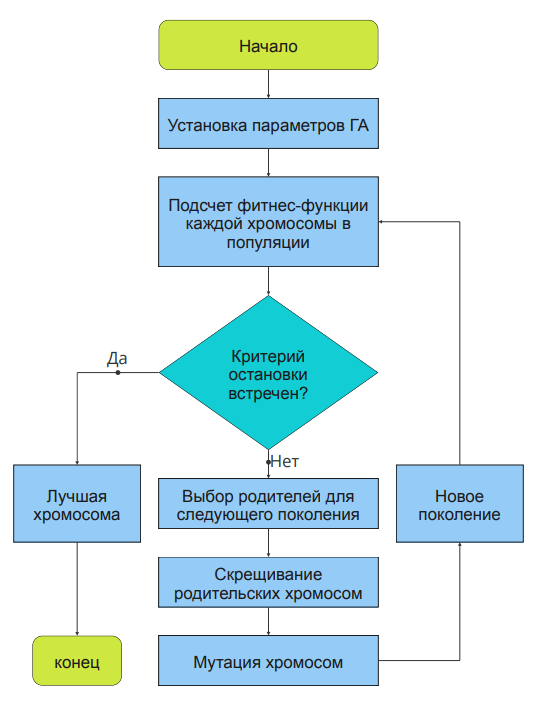 Начало
Установка параметров ГА
Подсчет фитнес-функции
каждой хромосомы в
популяции
Критерий
остановки
встречен?
Да
Нет
Лучшая
хромосома
Выбор родителей для
следующего поколения
Новое
поколение
Скрещивание
родительских хромосом
Мутация хромосом
конец